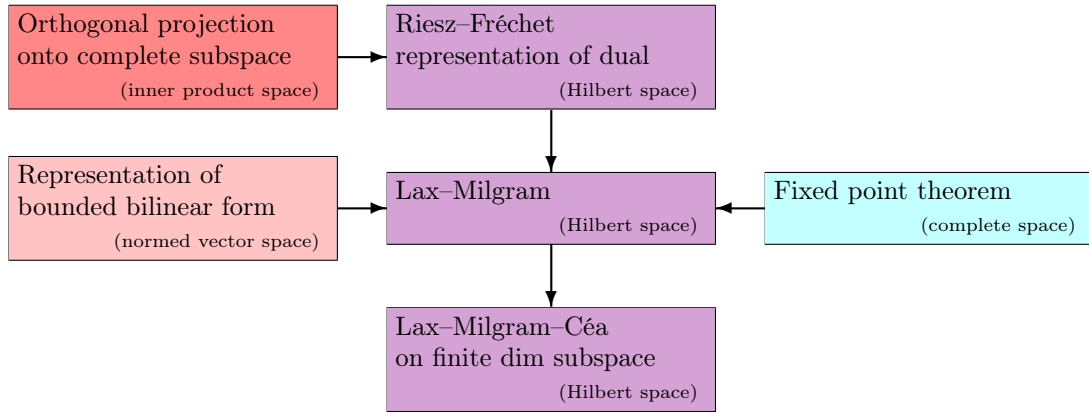 Orthogonal projection
onto complete subspace
(inner product space)
Riesz–Fréchet
representation of dual
(Hilbert space)
Representation of
bounded bilinear form
(normed vector space)
Lax–Milgram
(Hilbert space)
Fixed point theorem
(complete space)
Lax–Milgram–Céa
on finite dim subspace
(Hilbert space)